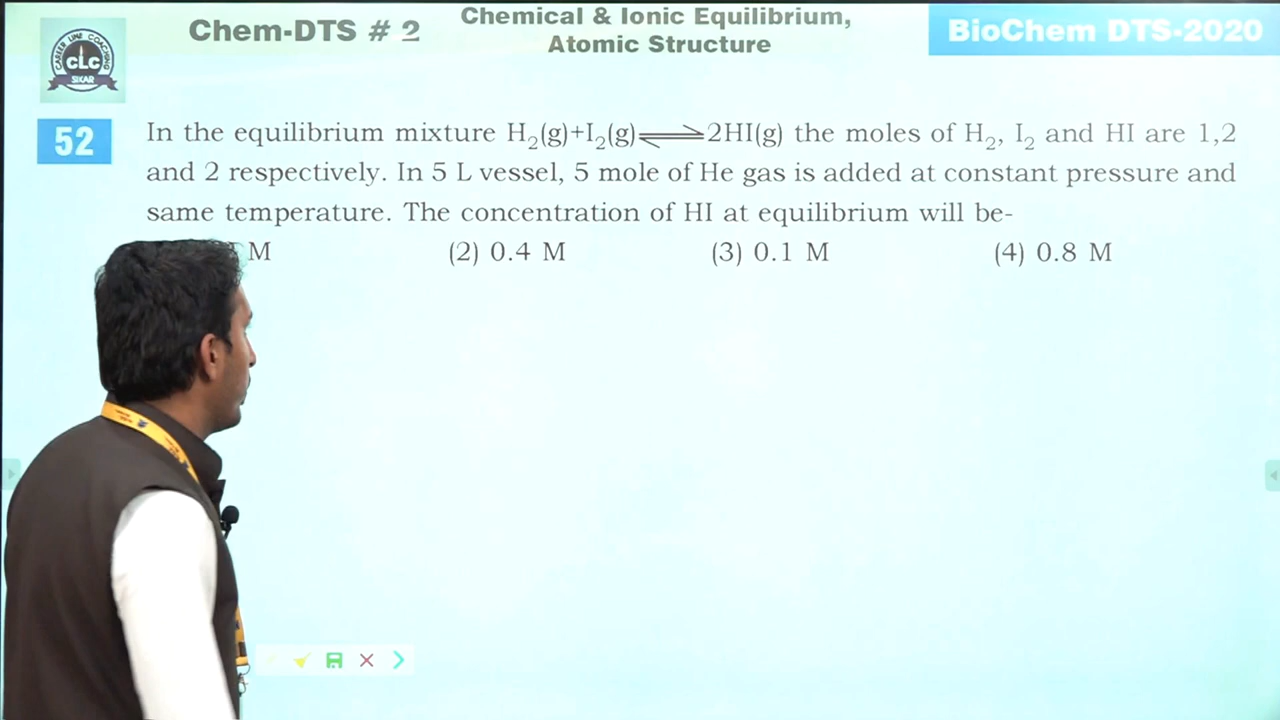 Chem-DTS # 2
Chemical & Ionic Equilibrium,
Atomic Structure
BioChem DTS-2020
CAREER LINE COACHING
CLC
SIKAR
52
In the equilibrium mixture H₂(g)+I₂(g)⇌2HI(g) the moles of H₂, I₂ and HI are 1,2
and 2 respectively. In 5 L vessel, 5 mole of He gas is added at constant pressure and
same temperature. The concentration of HI at equilibrium will be-
M (2) 0.4 M (3) 0.1 M (4) 0.8 M